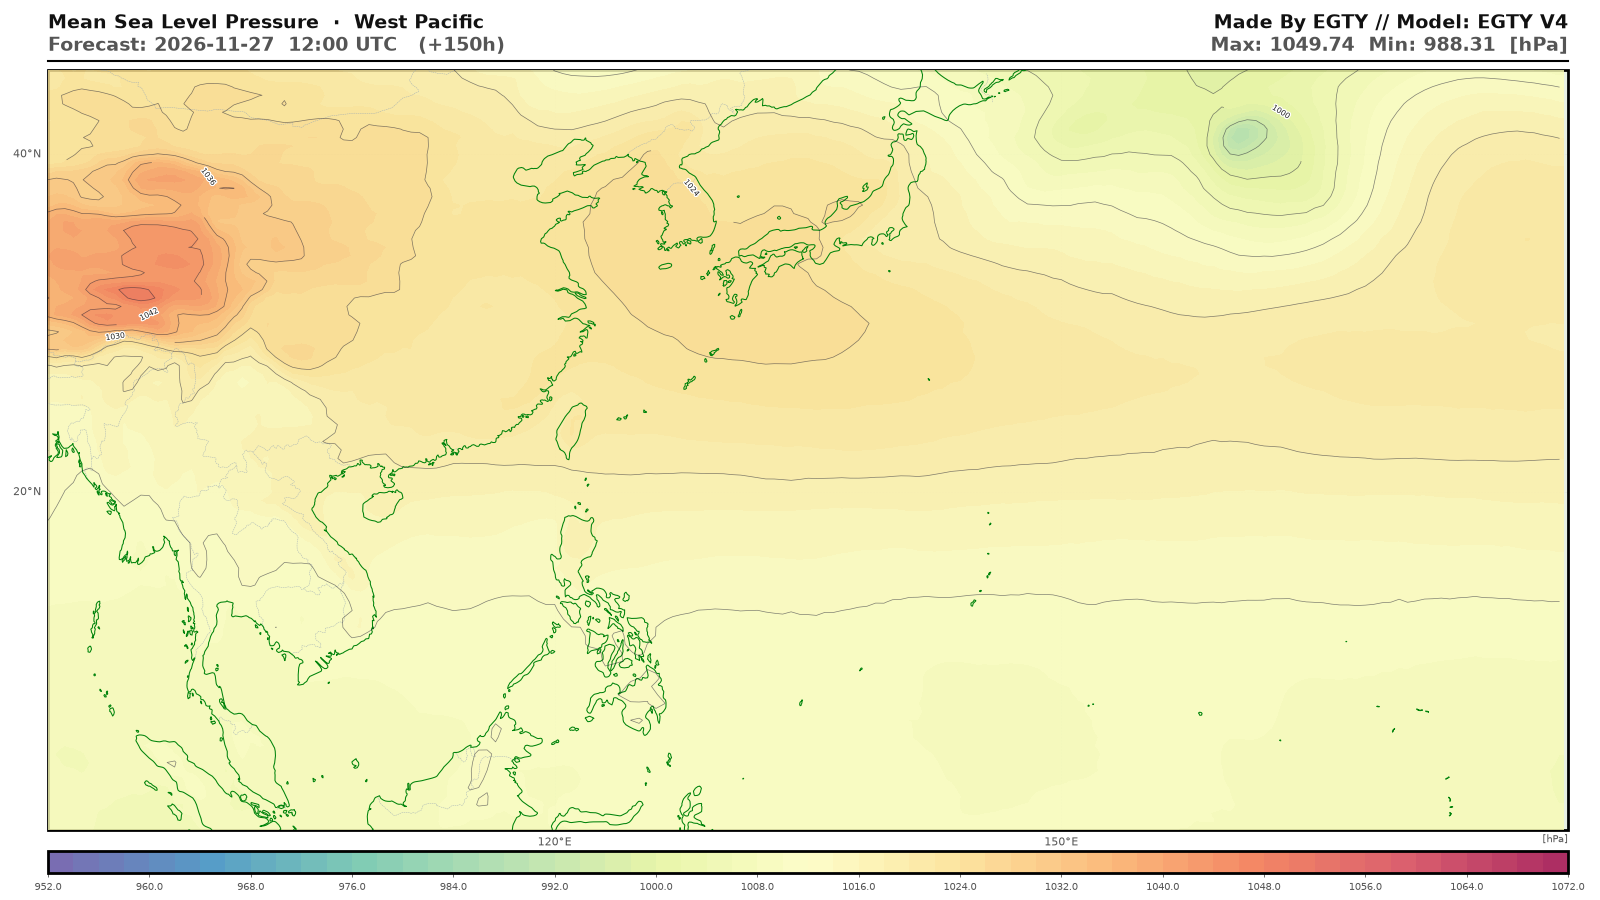 Mean Sea Level Pressure · West Pacific
Made By EGTY // Model: EGTY V4
Forecast: 2026-11-27 12:00 UTC (+150h)
Max: 1049.74 Min: 988.31 [hPa]
1000
40°N
1036
1024
1042
1030
20°N
120°E
150°E
[hPa]
952.0 960.0 968.0 976.0 984.0 992.0 1000.0 1008.0 1016.0 1024.0 1032.0 1040.0 1048.0 1056.0 1064.0 1072.0